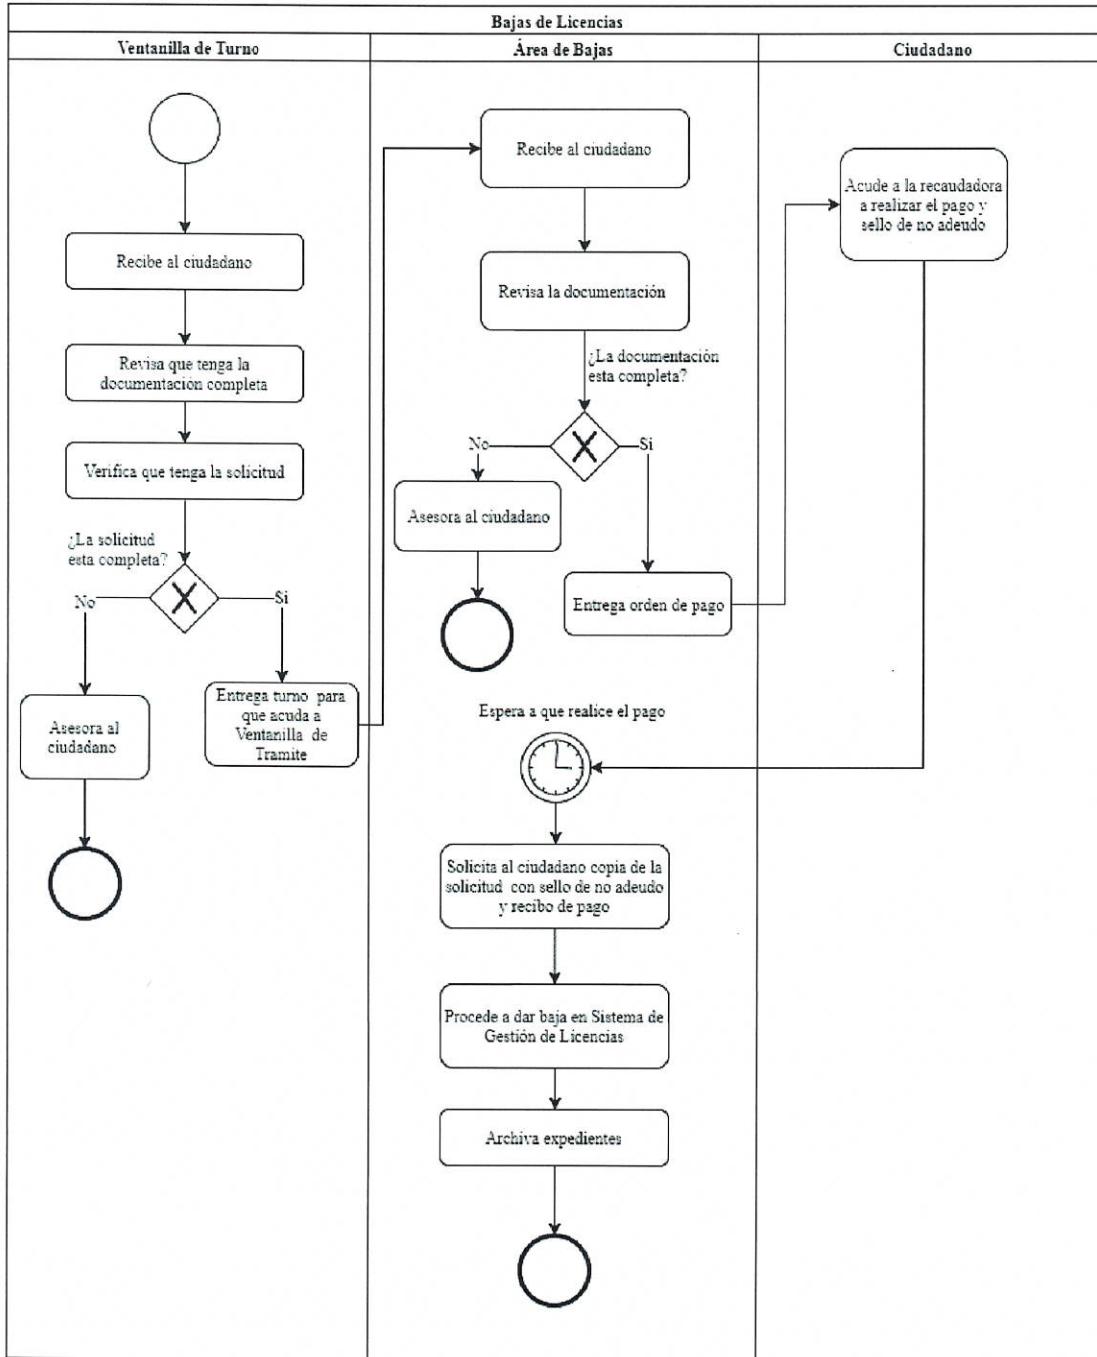 Bajas de Licencias
Ventanilla de Turno
Área de Bajas
Ciudadano
Recibe al ciudadano
Revisa que tenga la
documentación completa
Verifica que tenga la solicitud
¿La solicitud
esta completa?
No
Si
Asesora al
ciudadano
Entrega turno para
que acuda a
Ventanilla de
Tramite
Recibe al ciudadano
Revisa la documentación
¿La documentación
esta completa?
No
Si
Asesora al ciudadano
Entrega orden de pago
Acude a la recaudadora
a realizar el pago y
sello de no adeudo
Espera a que realice el pago
Solicita al ciudadano copia de la
solicitud con sello de no adeudo
y recibo de pago
Procede a dar baja en Sistema de
Gestión de Licencias
Archiva expedientes